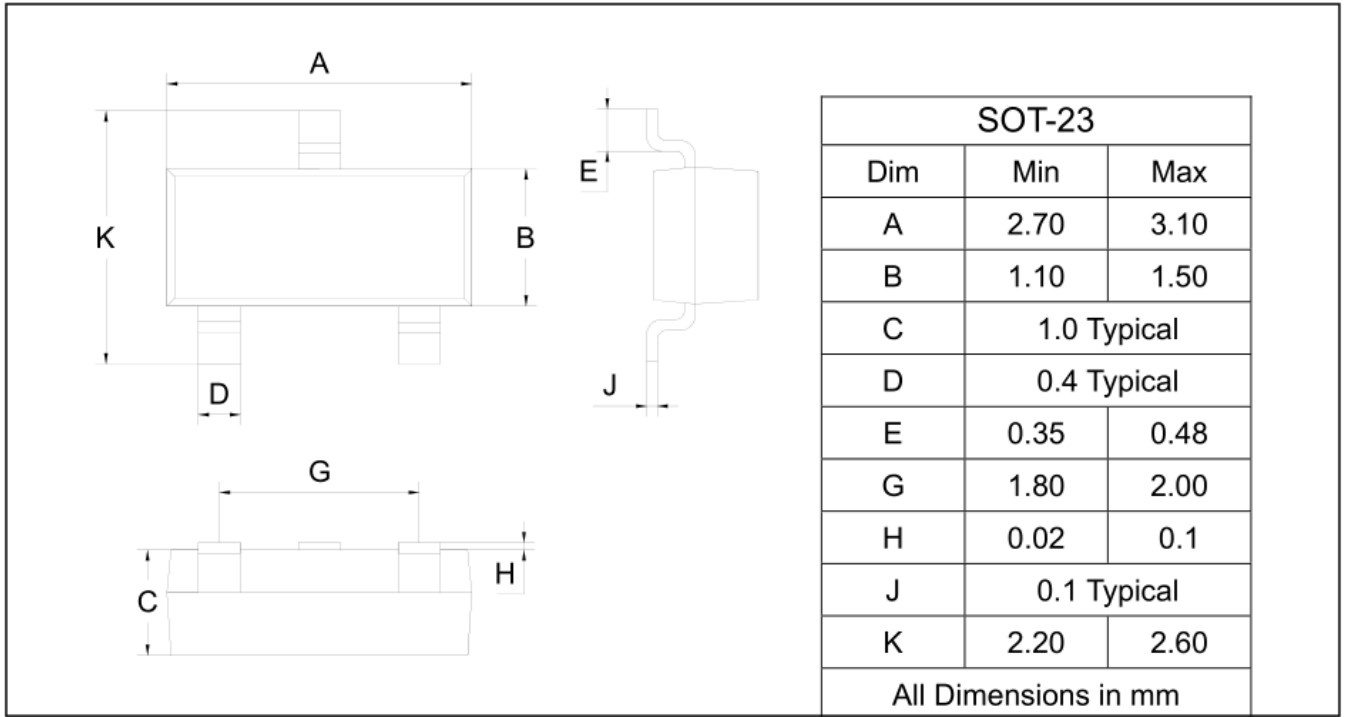 A
K
B
D
E
J
G
C
H
SOT-23
Dim Min Max
A 2.70 3.10
B 1.10 1.50
C 1.0 Typical
D 0.4 Typical
E 0.35 0.48
G 1.80 2.00
H 0.02 0.1
J 0.1 Typical
K 2.20 2.60
All Dimensions in mm